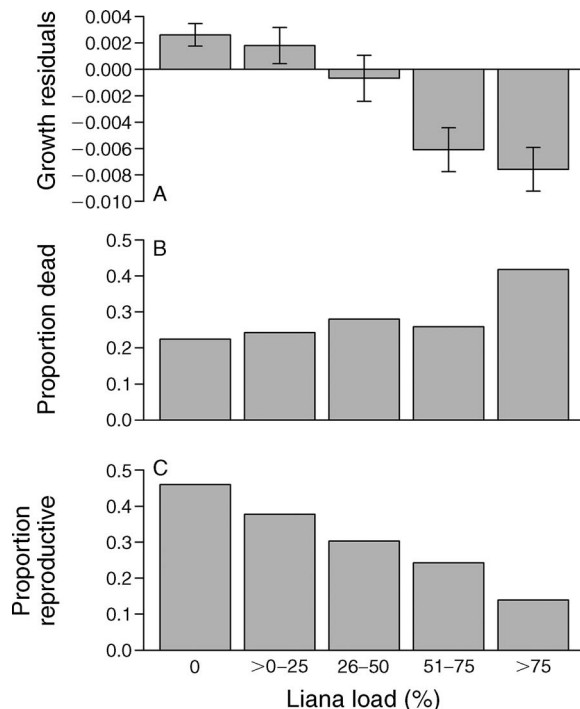 0.004
0.002
0.000
−0.002
−0.004
−0.006
−0.008
−0.010
Growth residuals
A
0.5
0.4
0.3
0.2
0.1
0.0
Proportion dead
B
0.5
0.4
0.3
0.2
0.1
0.0
Proportion
reproductive
C
0 >0–25 26–50 51–75 >75
Liana load (%)